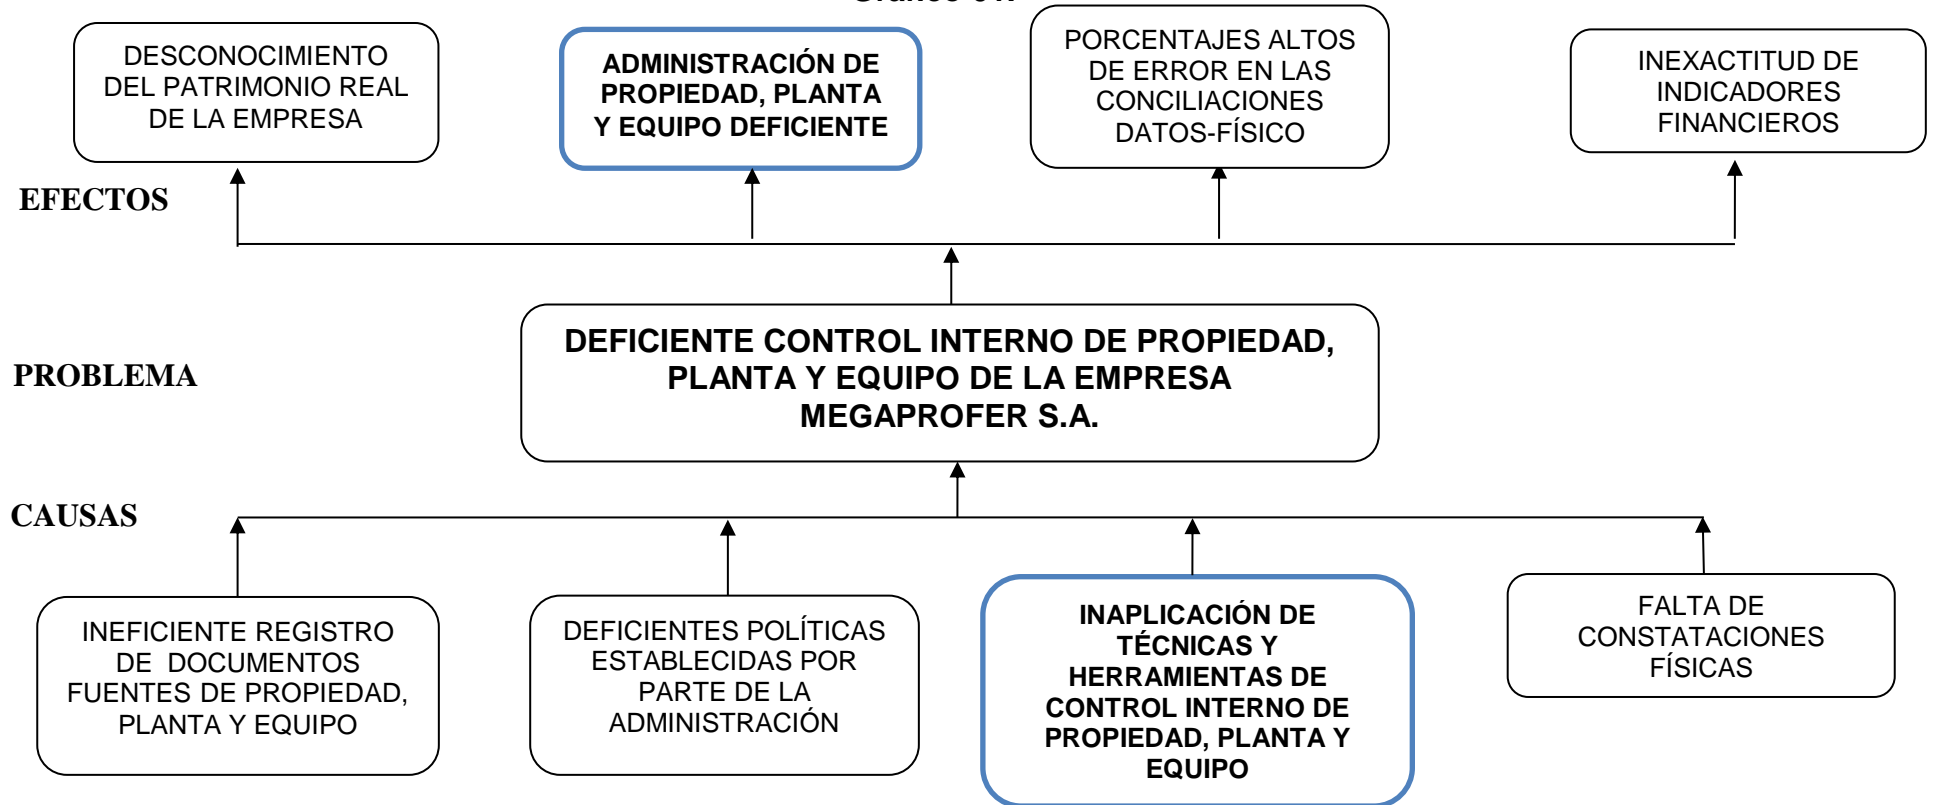 DESCONOCIMIENTO
DEL PATRIMONIO REAL
DE LA EMPRESA
ADMINISTRACIÓN DE
PROPIEDAD, PLANTA
Y EQUIPO DEFICIENTE
PORCENTAJES ALTOS
DE ERROR EN LAS
CONCILIACIONES
DATOS-FÍSICO
INEXACTITUD DE
INDICADORES
FINANCIEROS
EFECTOS
PROBLEMA
DEFICIENTE CONTROL INTERNO DE PROPIEDAD,
PLANTA Y EQUIPO DE LA EMPRESA
MEGAPROFER S.A.
CAUSAS
INEFICIENTE REGISTRO
DE DOCUMENTOS
FUENTES DE PROPIEDAD,
PLANTA Y EQUIPO
DEFICIENTES POLÍTICAS
ESTABLECIDAS POR
PARTE DE LA
ADMINISTRACIÓN
INAPLICACIÓN DE
TÉCNICAS Y
HERRAMIENTAS DE
CONTROL INTERNO DE
PROPIEDAD, PLANTA Y
EQUIPO
FALTA DE
CONSTATACIONES
FÍSICAS